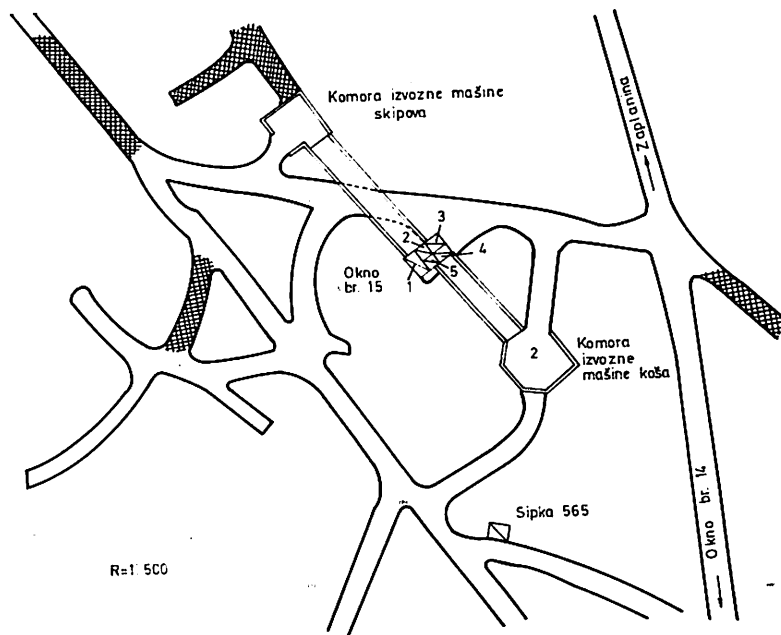 Komora izvozne mašine
skipova
Zaplanina
3
2
4
Okno
br. 15
1
5
2
Komora
izvozne
mašine koša
Okno br. 14
Sipka 565
R=1:500